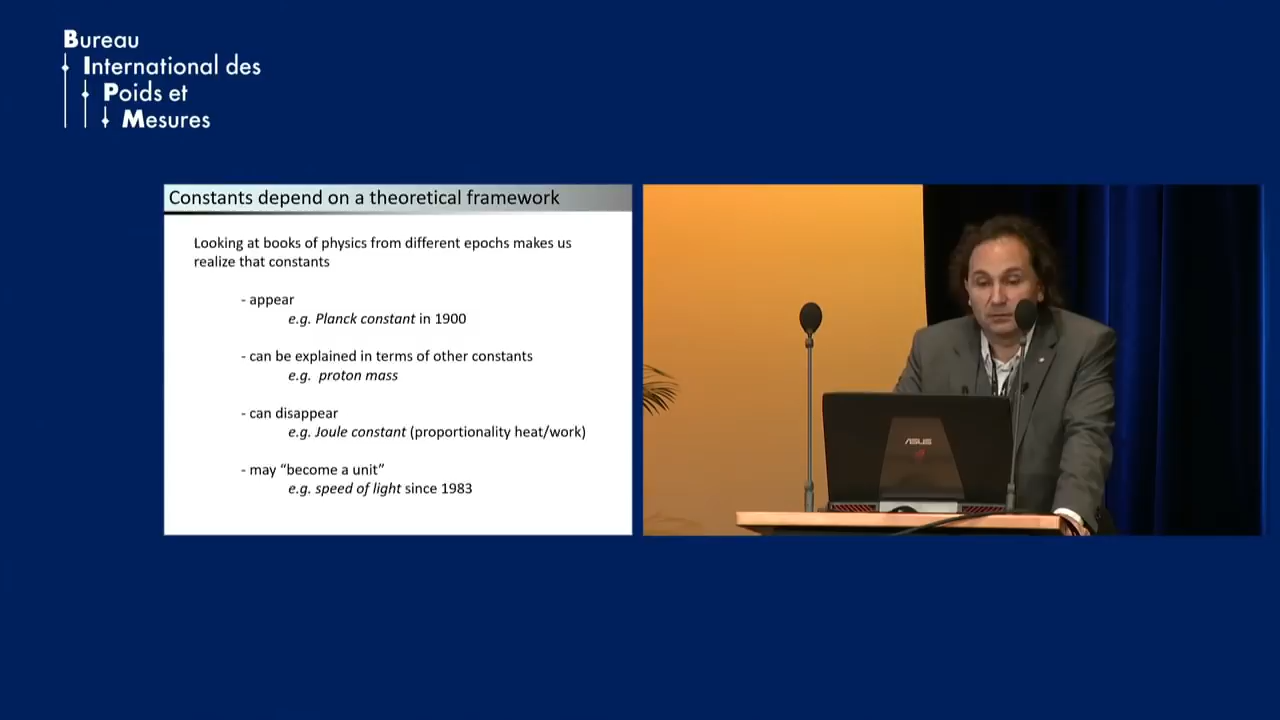 Bureau
International des
Poids et
Mesures
Constants depend on a theoretical framework
Looking at books of physics from different epochs makes us
realize that constants
- appear
e.g. Planck constant in 1900
- can be explained in terms of other constants
e.g. proton mass
- can disappear
e.g. Joule constant (proportionality heat/work)
- may “become a unit”
e.g. speed of light since 1983
ASUS